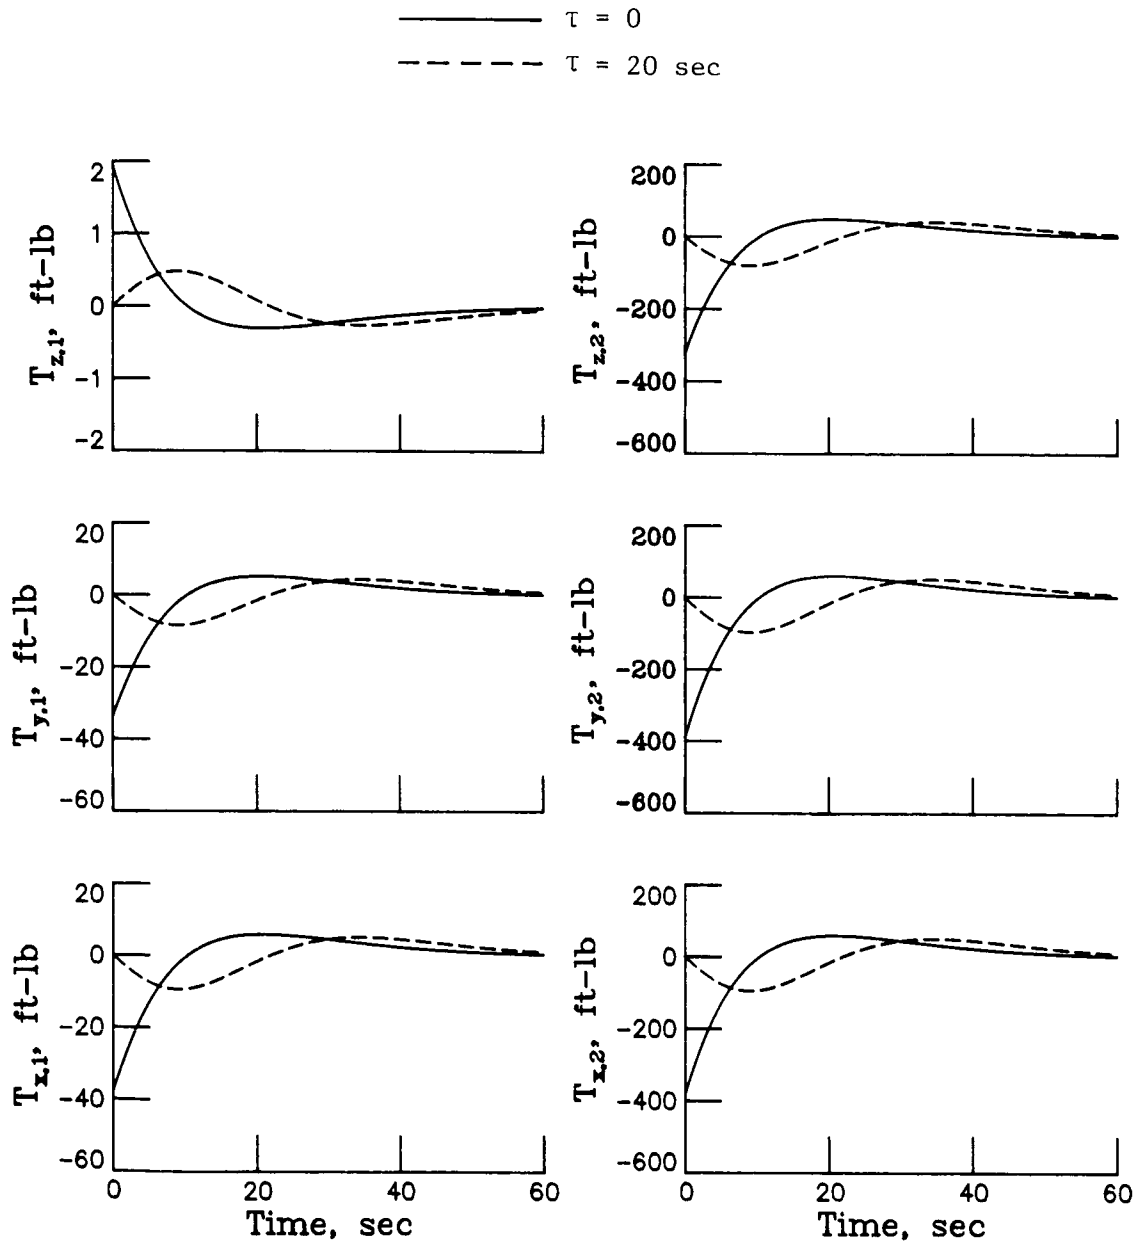 τ = 0
τ = 20 sec
2
1
0
-1
-2
T_z,1, ft-lb
200
0
-200
-400
-600
T_z,2, ft-lb
20
0
-20
-40
-60
T_y,1, ft-lb
200
0
-200
-400
-600
T_y,2, ft-lb
20
0
-20
-40
-60
T_x,1, ft-lb
0 20 40 60
Time, sec
200
0
-200
-400
-600
T_x,2, ft-lb
0 20 40 60
Time, sec